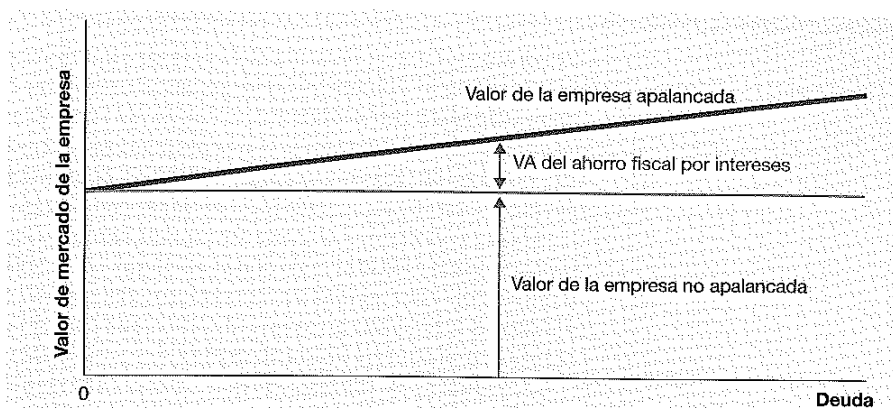 Valor de mercado de la empresa
Valor de la empresa apalancada
VA del ahorro fiscal por intereses
Valor de la empresa no apalancada
0
Deuda